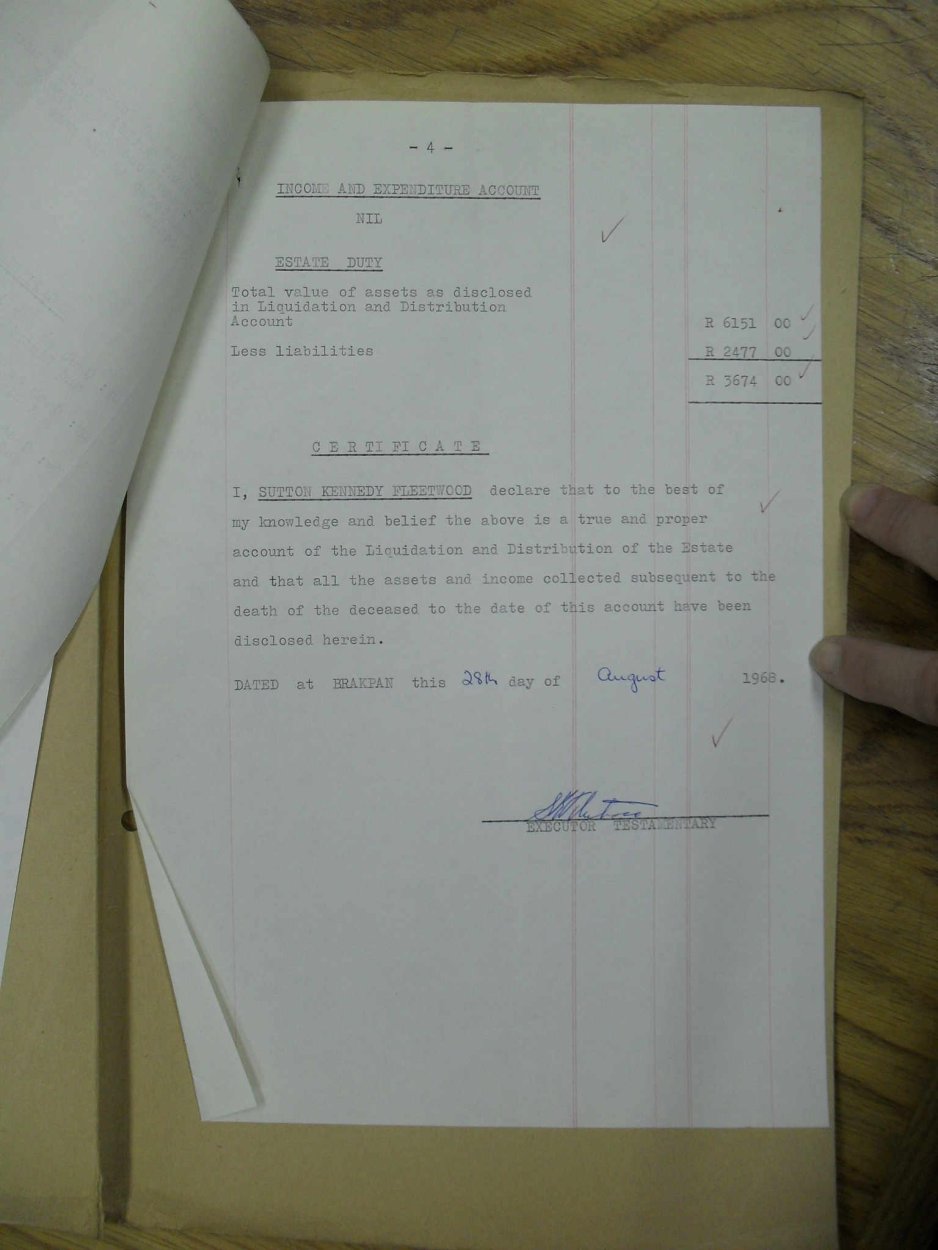 - 4 -
INCOME AND EXPENDITURE ACCOUNT
NIL
ESTATE DUTY
Total value of assets as disclosed
in Liquidation and Distribution
Account R 6151 00
Less liabilities R 2477 00
R 3674 00
CERTIFICATE
I, SUTTON KENNEDY FLEETWOOD declare that to the best of
my knowledge and belief the above is a true and proper
account of the Liquidation and Distribution of the Estate
and that all the assets and income collected subsequent to the
death of the deceased to the date of this account have been
disclosed herein.
DATED at BRAKPAN this 28th day of August 1968.
EXECUTOR TESTAMENTARY